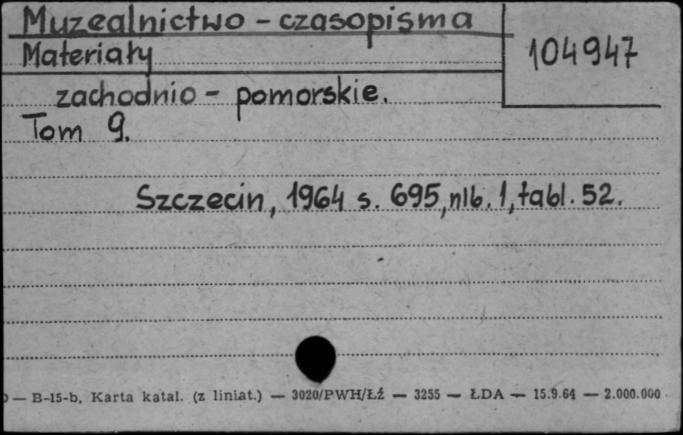 Muzealnictwo - czasopisma
104947
Materiały
zachodnio - pomorskie.
Tom 9.
Szczecin, 1964 s. 695, nlb. 1, tabl. 52.
— B-15-b, Karta katal. (z liniat.) — 3020/PWH/Łź — 3255 — ŁDA — 15.9.64 — 2.000.000